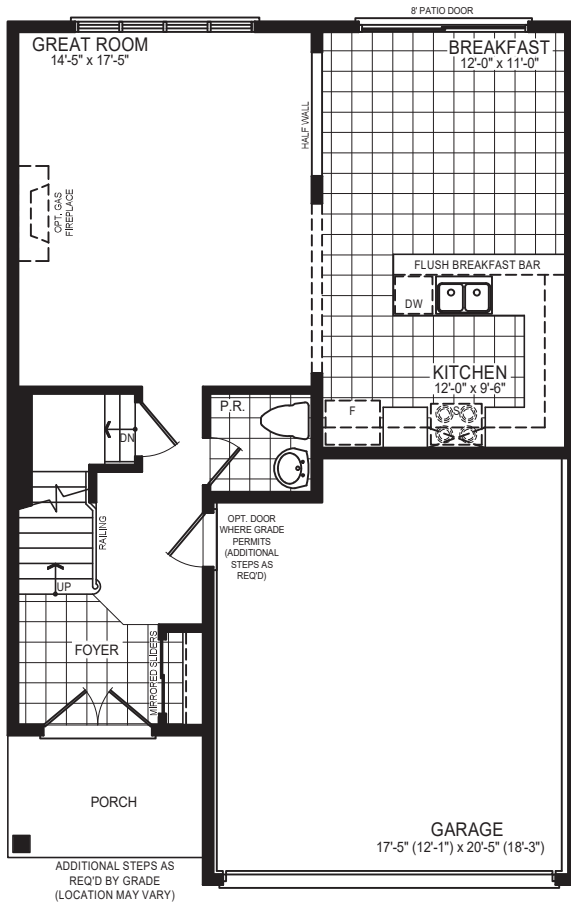 8' PATIO DOOR
GREAT ROOM
14'-5" x 17'-5"
BREAKFAST
12'-0" x 11'-0"
HALF WALL
OPT. GAS
FIREPLACE
FLUSH BREAKFAST BAR
DW
KITCHEN
12'-0" x 9'-6"
F
S
P.R.
DN
RAILING
UP
OPT. DOOR
WHERE GRADE
PERMITS
(ADDITIONAL
STEPS AS
REQ'D)
FOYER
MIRRORED SLIDERS
PORCH
GARAGE
17'-5" (12'-1") x 20'-5" (18'-3")
ADDITIONAL STEPS AS
REQ'D BY GRADE
(LOCATION MAY VARY)